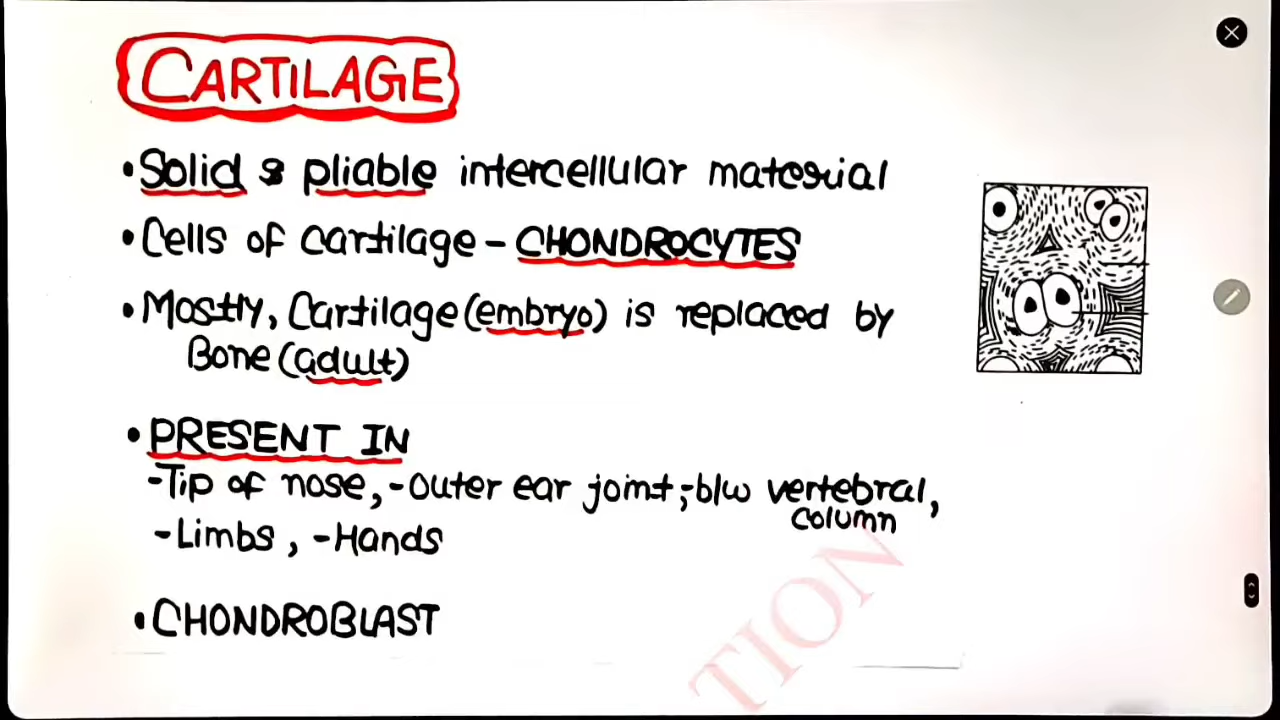 CARTILAGE
• Solid & pliable intercellular material
• Cells of cartilage - CHONDROCYTES
• Mostly, Cartilage (embryo) is replaced by
Bone (adult)
• PRESENT IN
- Tip of nose, - outer ear joint, - b/w vertebral column,
- Limbs, - Hands
• CHONDROBLAST
TION